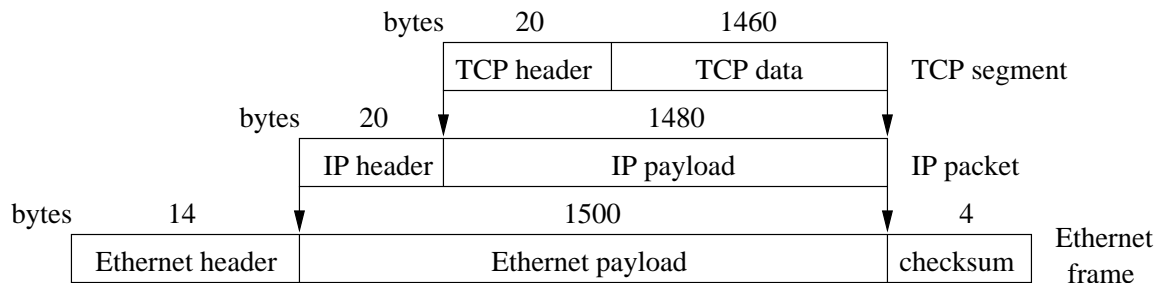 bytes 20 1460
TCP header TCP data TCP segment
bytes 20 1480
IP header IP payload IP packet
bytes 14 1500 4
Ethernet header Ethernet payload checksum Ethernet frame